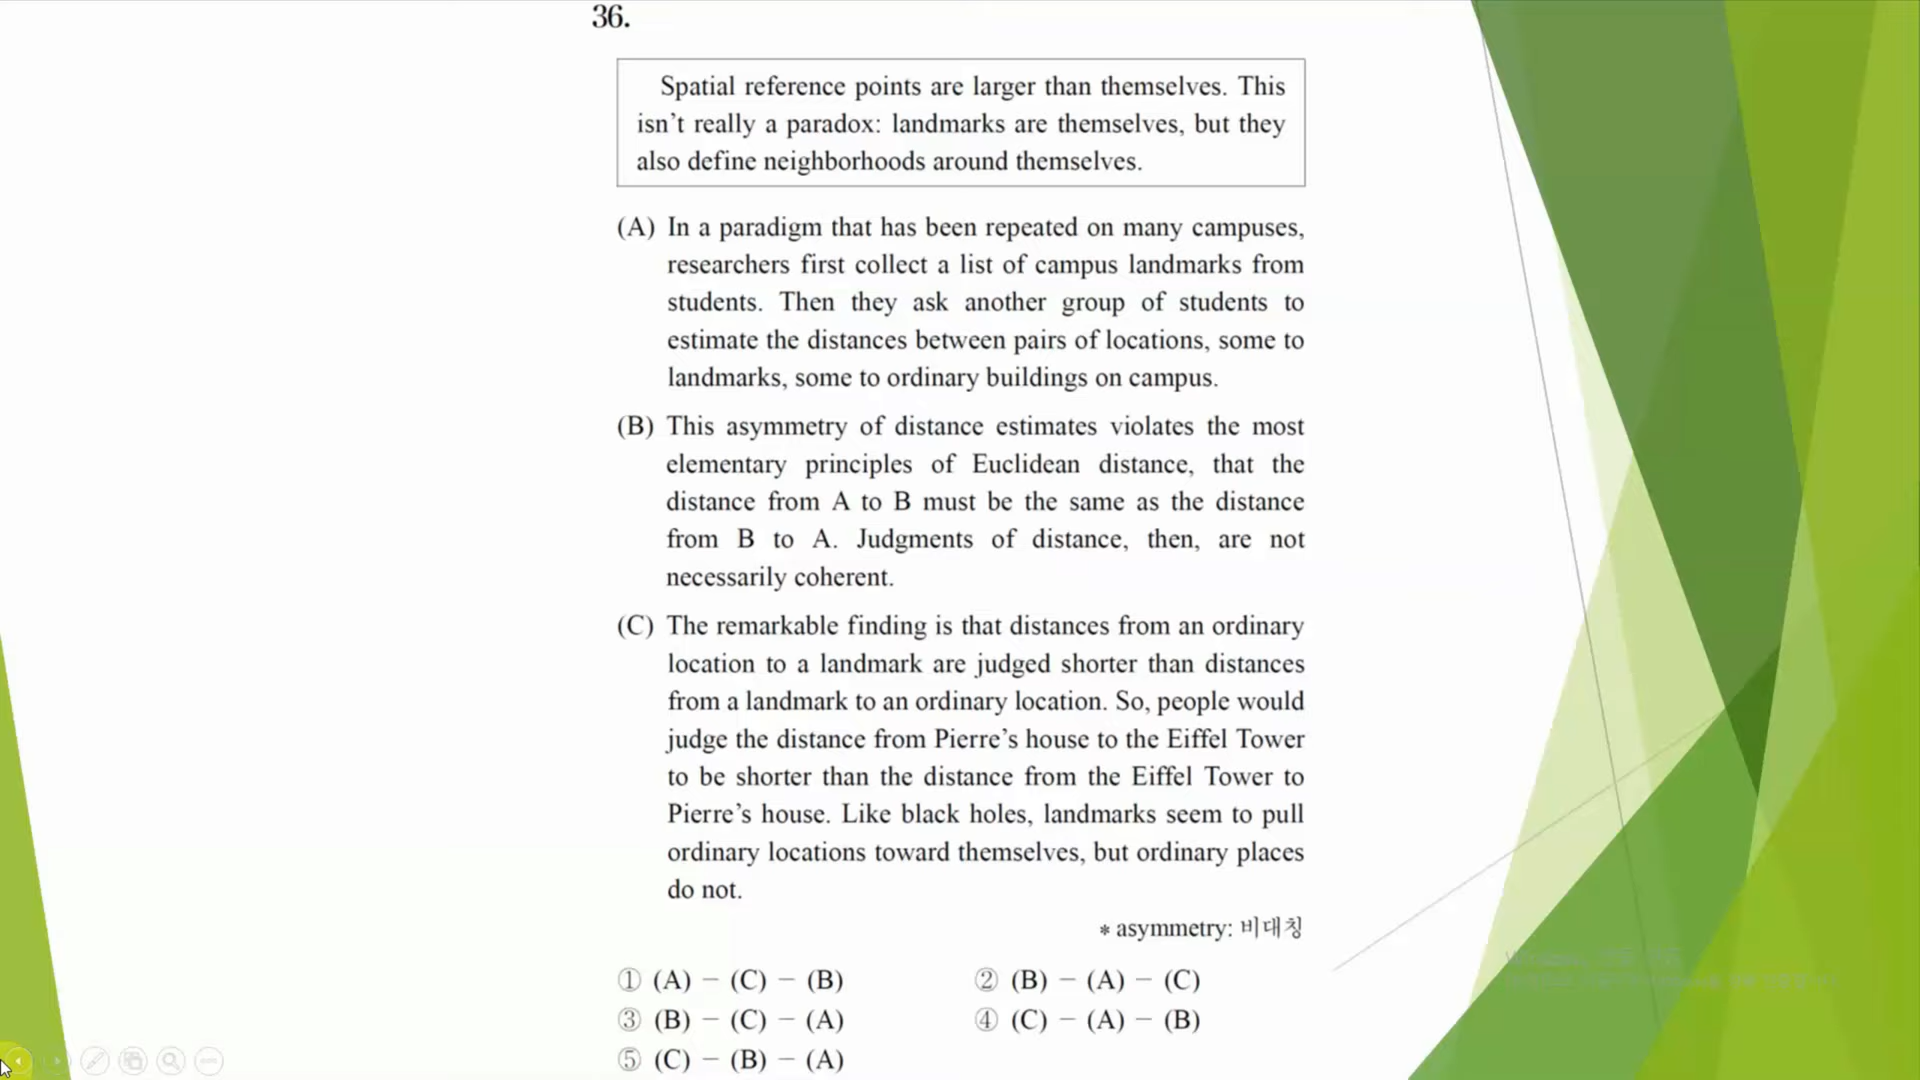 36.
Spatial reference points are larger than themselves. This
isn't really a paradox: landmarks are themselves, but they
also define neighborhoods around themselves.
(A) In a paradigm that has been repeated on many campuses,
researchers first collect a list of campus landmarks from
students. Then they ask another group of students to
estimate the distances between pairs of locations, some to
landmarks, some to ordinary buildings on campus.
(B) This asymmetry of distance estimates violates the most
elementary principles of Euclidean distance, that the
distance from A to B must be the same as the distance
from B to A. Judgments of distance, then, are not
necessarily coherent.
(C) The remarkable finding is that distances from an ordinary
location to a landmark are judged shorter than distances
from a landmark to an ordinary location. So, people would
judge the distance from Pierre's house to the Eiffel Tower
to be shorter than the distance from the Eiffel Tower to
Pierre's house. Like black holes, landmarks seem to pull
ordinary locations toward themselves, but ordinary places
do not.
* asymmetry: 비대칭
① (A) － (C) － (B) ② (B) － (A) － (C)
③ (B) － (C) － (A) ④ (C) － (A) － (B)
⑤ (C) － (B) － (A)